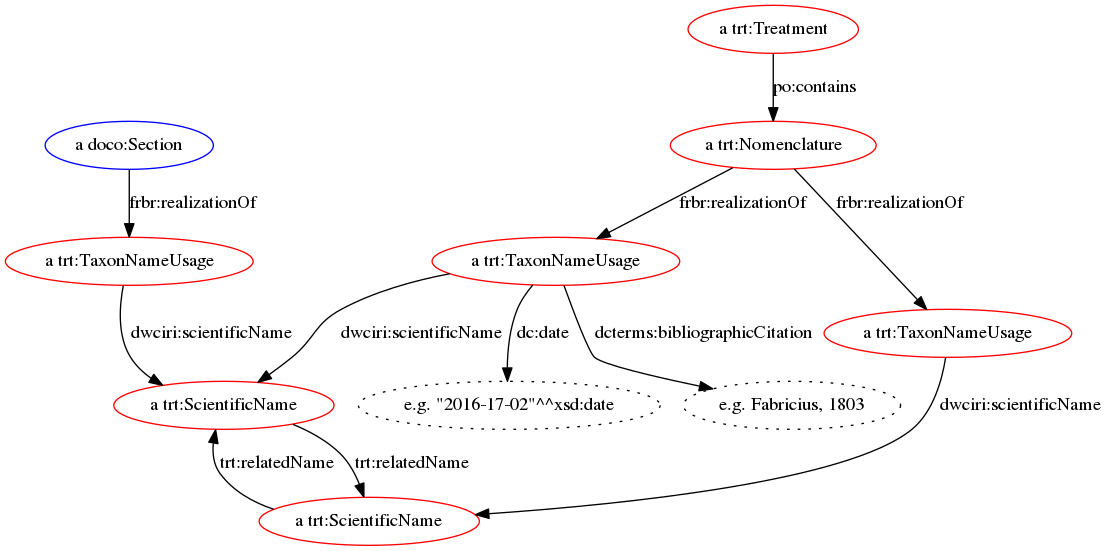 a trt:Treatment
po:contains
a doco:Section
a trt:Nomenclature
frbr:realizationOf
frbr:realizationOf
frbr:realizationOf
a trt:TaxonNameUsage
a trt:TaxonNameUsage
dwciri:scientificName
dwciri:scientificName
dc:date
dcterms:bibliographicCitation
a trt:TaxonNameUsage
a trt:ScientificName
e.g. "2016-17-02"^^xsd:date
e.g. Fabricius, 1803
dwciri:scientificName
trt:relatedName
trt:relatedName
a trt:ScientificName